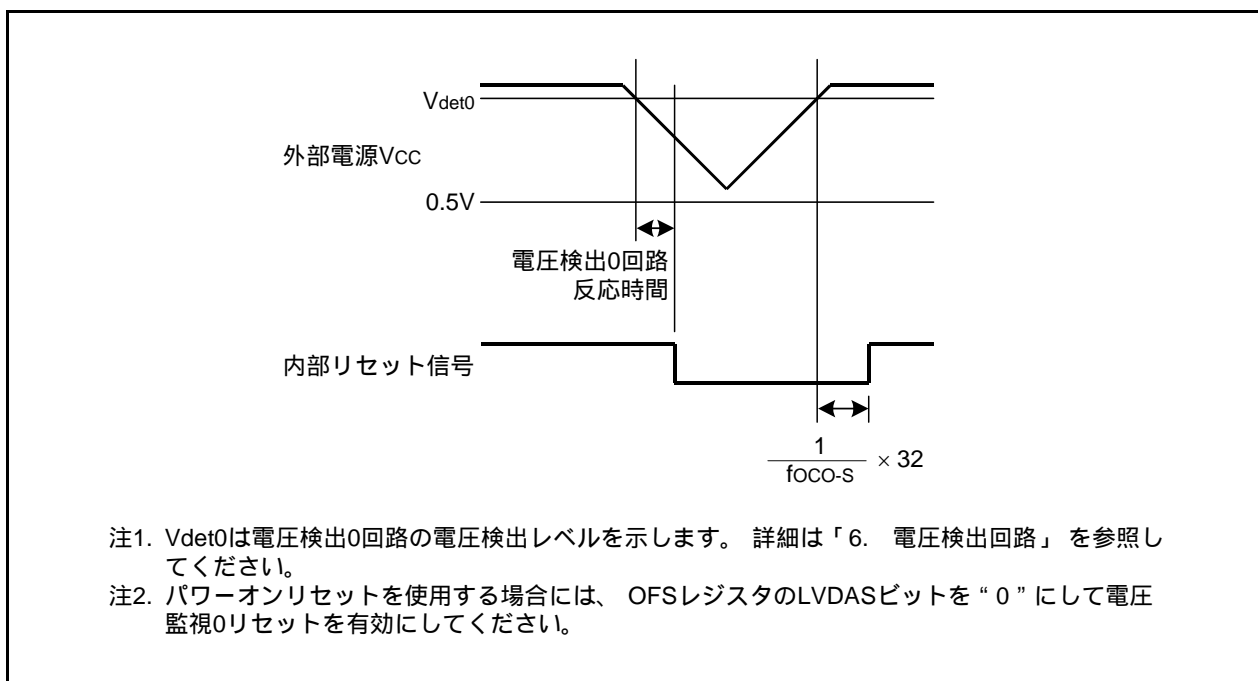 Vdet0
外部電源VCC
0.5V
電圧検出0回路
反応時間
内部リセット信号
1
fOCO-S
× 32
注1. Vdet0は電圧検出0回路の電圧検出レベルを示します。 詳細は「6. 電圧検出回路」 を参照し
てください。
注2. パワーオンリセットを使用する場合には、 OFSレジスタのLVDASビットを “ 0 ” にして電圧
監視0リセットを有効にしてください。